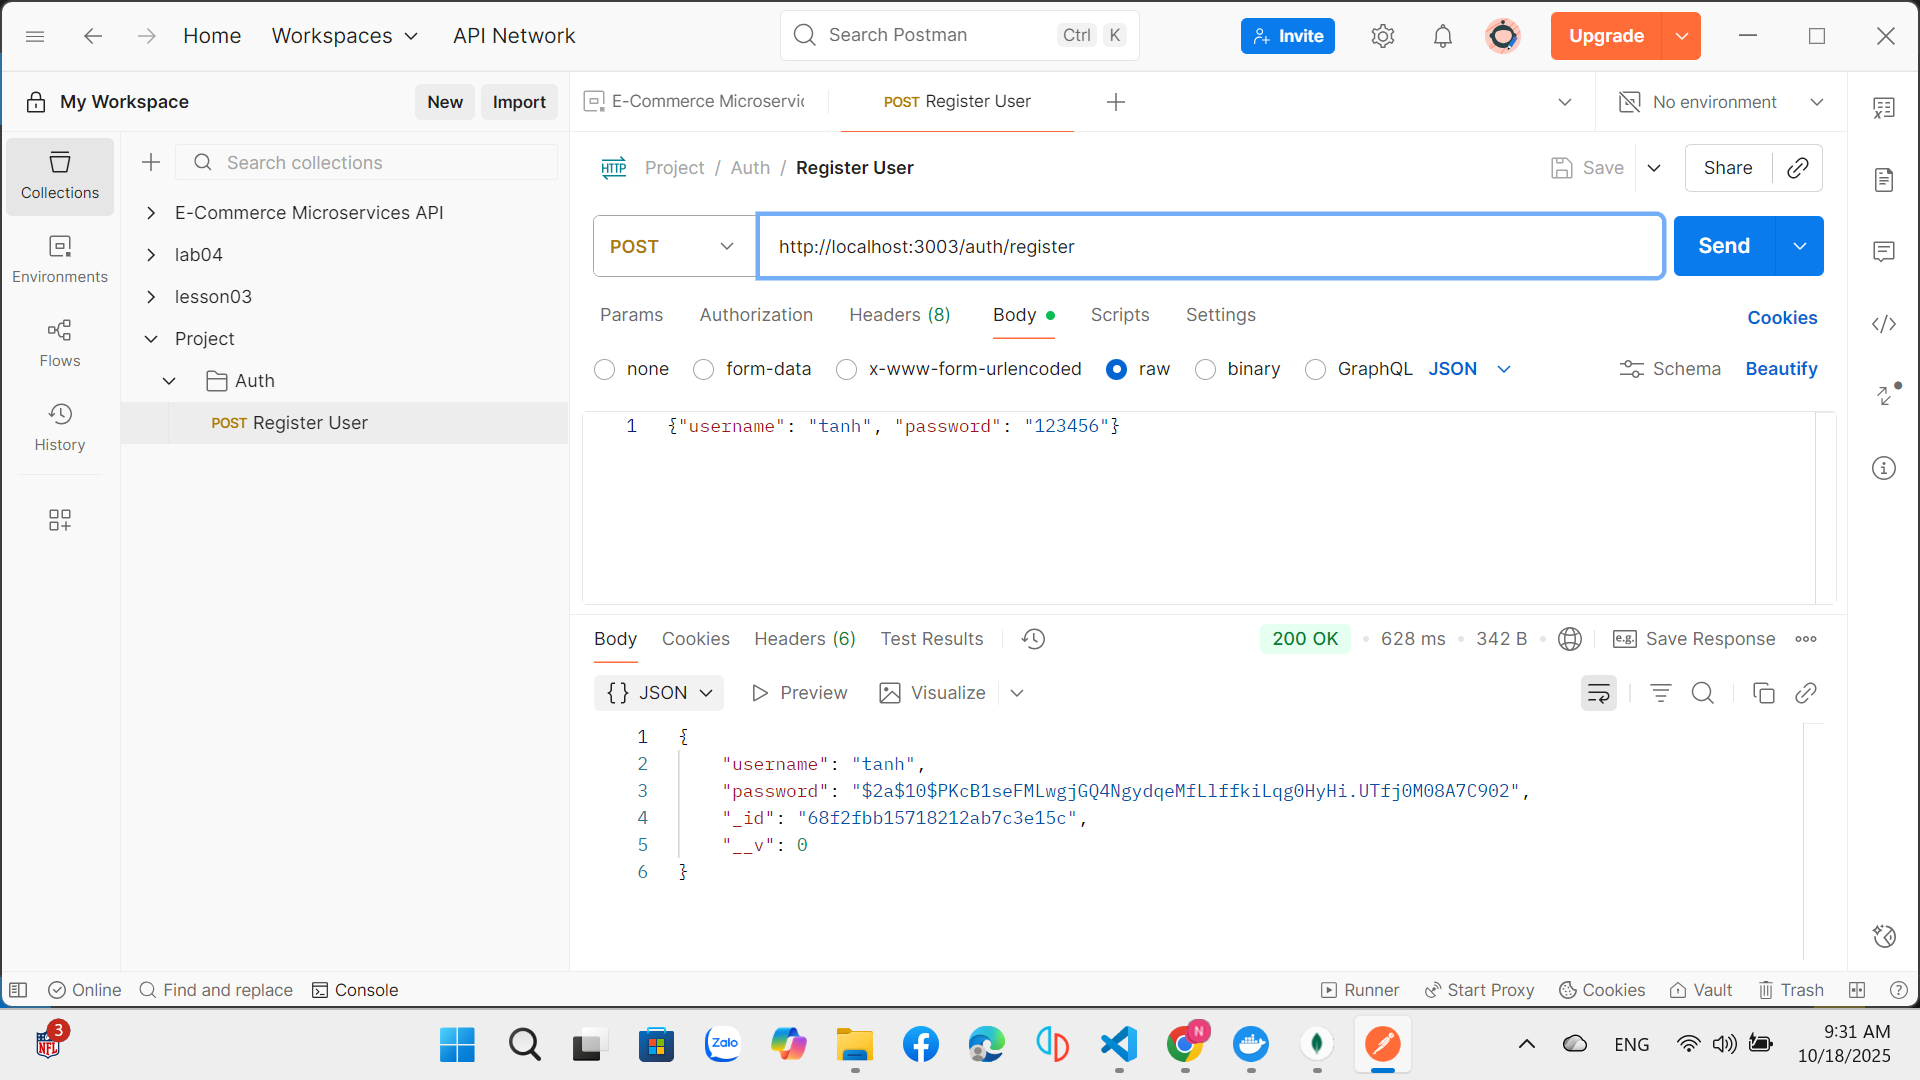 Home
Workspaces
API Network
Search Postman
Ctrl
K
Invite
Upgrade
My Workspace
New
Import
E-Commerce Microservic
POST Register User
No environment
Collections
Environments
Flows
History
Search collections
E-Commerce Microservices API
lab04
lesson03
Project
Auth
POST Register User
HTTP
Project / Auth / Register User
Save
Share
POST
http://localhost:3003/auth/register
Send
Params
Authorization
Headers (8)
Body
Scripts
Settings
Cookies
none
form-data
x-www-form-urlencoded
raw
binary
GraphQL
JSON
Schema
Beautify
1 {"username": "tanh", "password": "123456"}
Body
Cookies
Headers (6)
Test Results
200 OK
628 ms
342 B
e.g.
Save Response
{} JSON
Preview
Visualize
1 {
2 "username": "tanh",
3 "password": "$2a$10$PKcB1seFMLwgjGQ4NgydqeMfLlffkiLqg0HyHi.UTfj0M08A7C902",
4 "_id": "68f2fbb15718212ab7c3e15c",
5 "__v": 0
6 }
Online
Find and replace
Console
Runner
Start Proxy
Cookies
Vault
Trash
3
NFL
Zalo
N
ENG
9:31 AM
10/18/2025